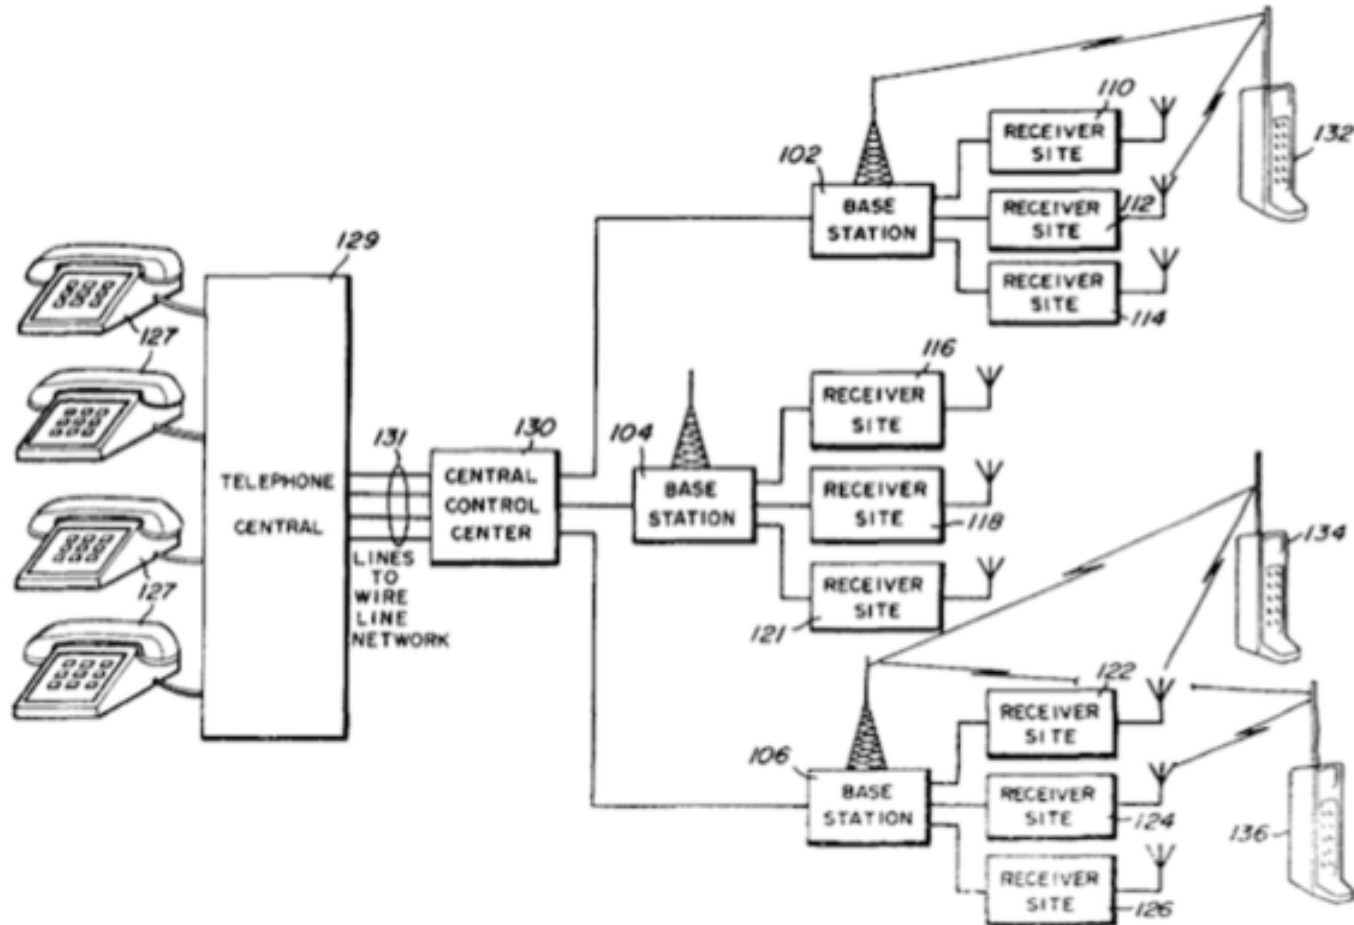 110
RECEIVER
SITE
132
102
BASE
STATION
RECEIVER
SITE
112
RECEIVER
SITE
114
129
127
127
127
127
TELEPHONE
CENTRAL
131
LINES
TO
WIRE
LINE
NETWORK
130
CENTRAL
CONTROL
CENTER
104
BASE
STATION
116
RECEIVER
SITE
RECEIVER
SITE
118
RECEIVER
SITE
121
134
106
BASE
STATION
122
RECEIVER
SITE
RECEIVER
SITE
124
RECEIVER
SITE
126
136